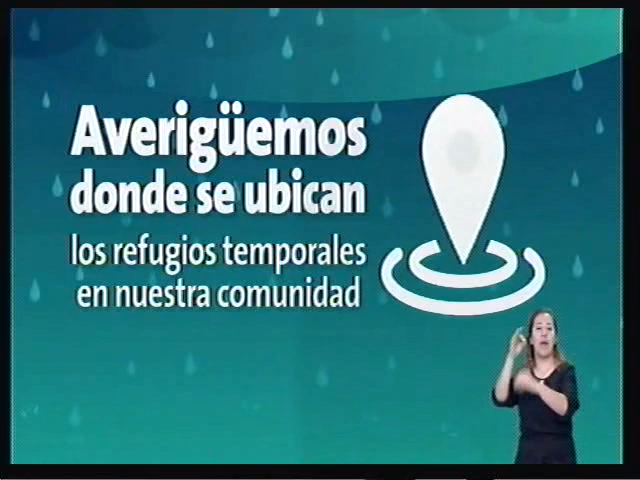 Averigüemos
donde se ubican
los refugios temporales
en nuestra comunidad